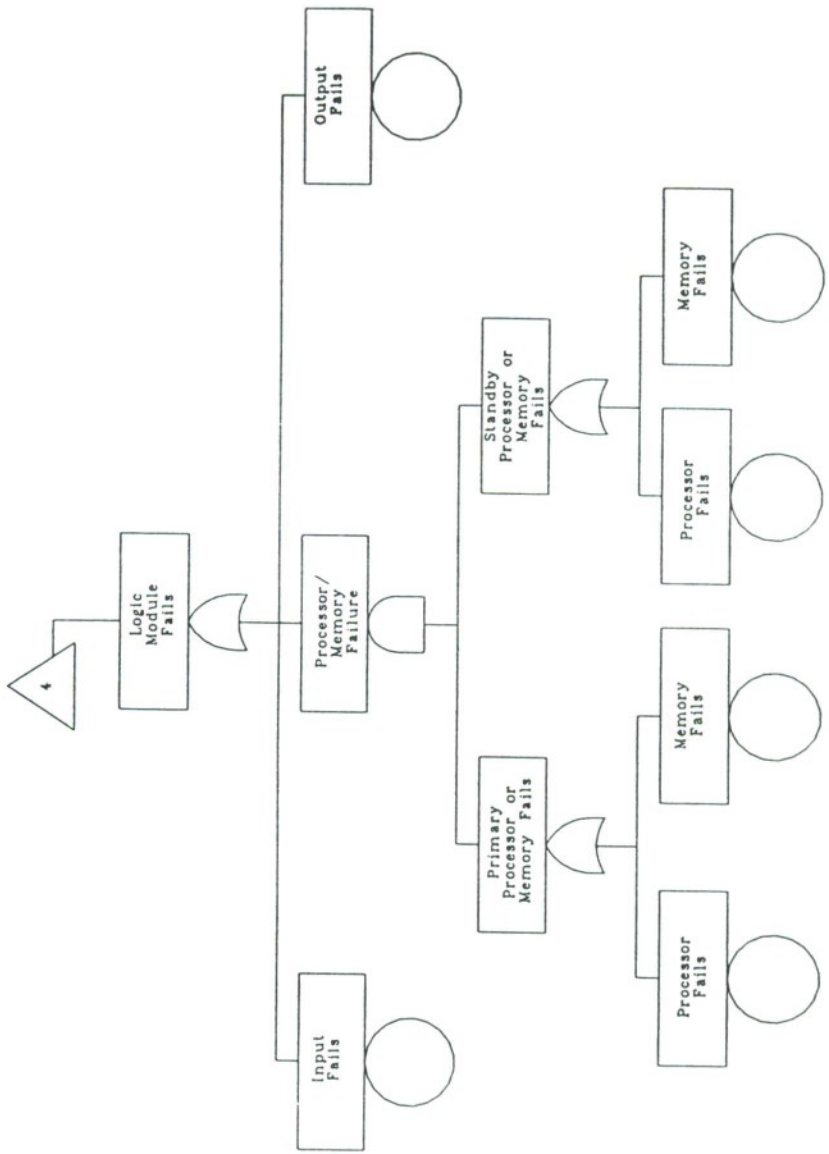 4
Logic
Module
Fails
Input
Fails
Processor/
Memory
Failure
Output
Fails
Primary
Processor or
Memory Fails
Standby
Processor or
Memory
Fails
Processor
Fails
Memory
Fails
Processor
Fails
Memory
Fails